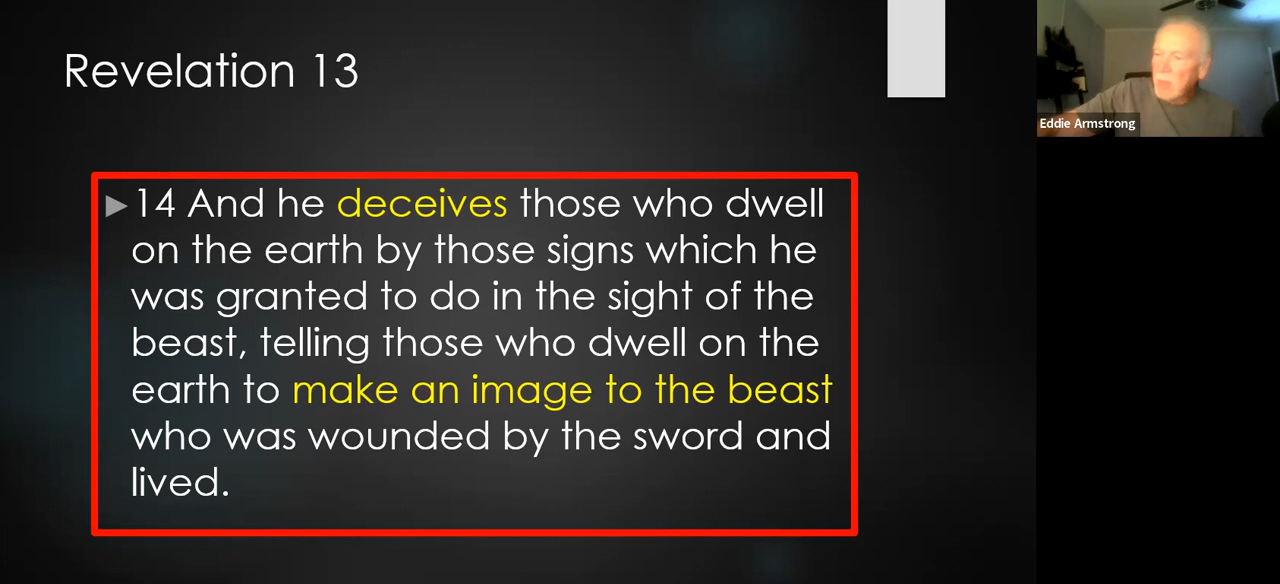 Revelation 13
Eddie Armstrong
14 And he deceives those who dwell
on the earth by those signs which he
was granted to do in the sight of the
beast, telling those who dwell on the
earth to make an image to the beast
who was wounded by the sword and
lived.